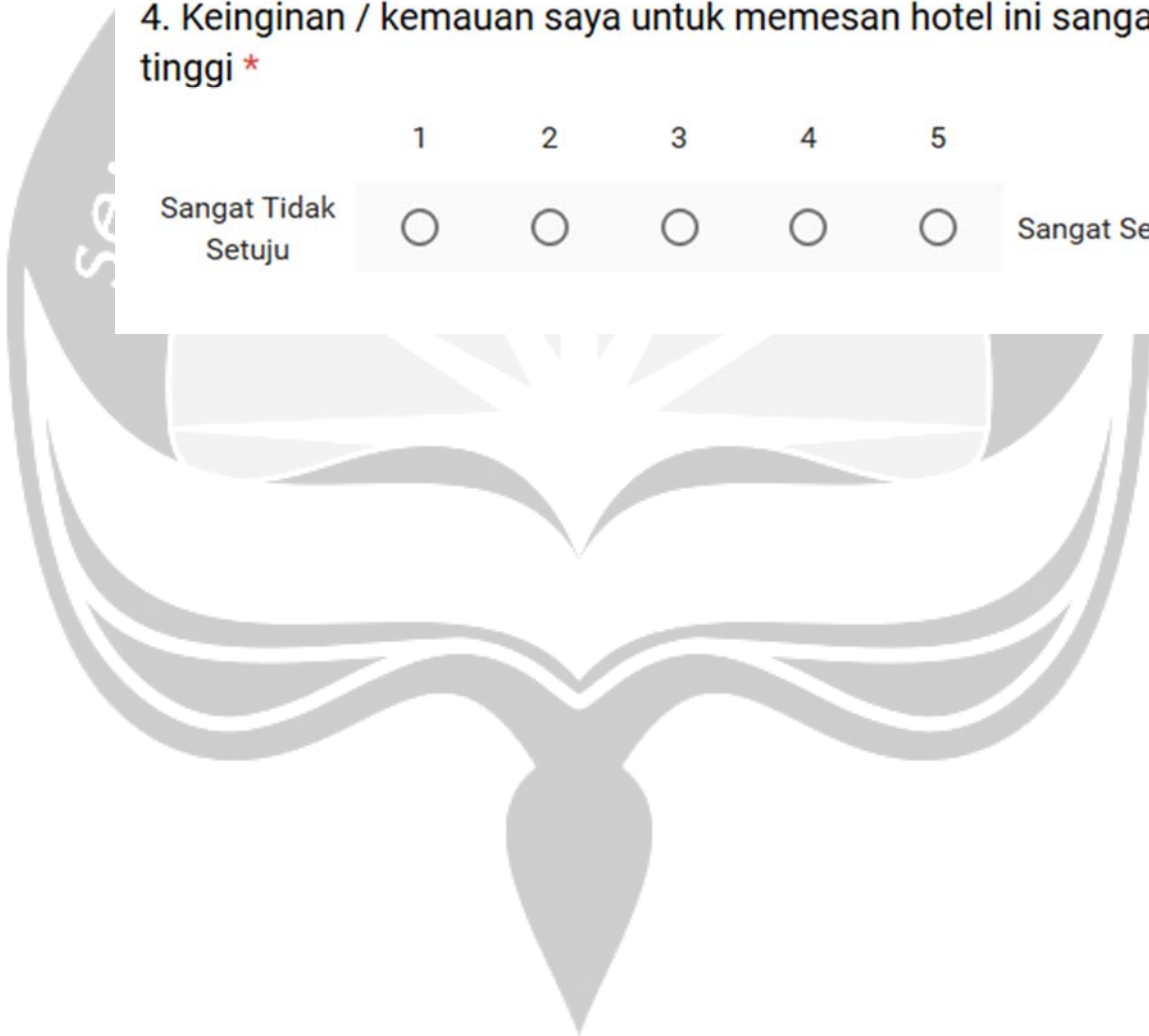 4. Keinginan / kemauan saya untuk memesan hotel ini sanga
tinggi *
1 2 3 4 5
Sangat Tidak
Setuju
Sangat Se